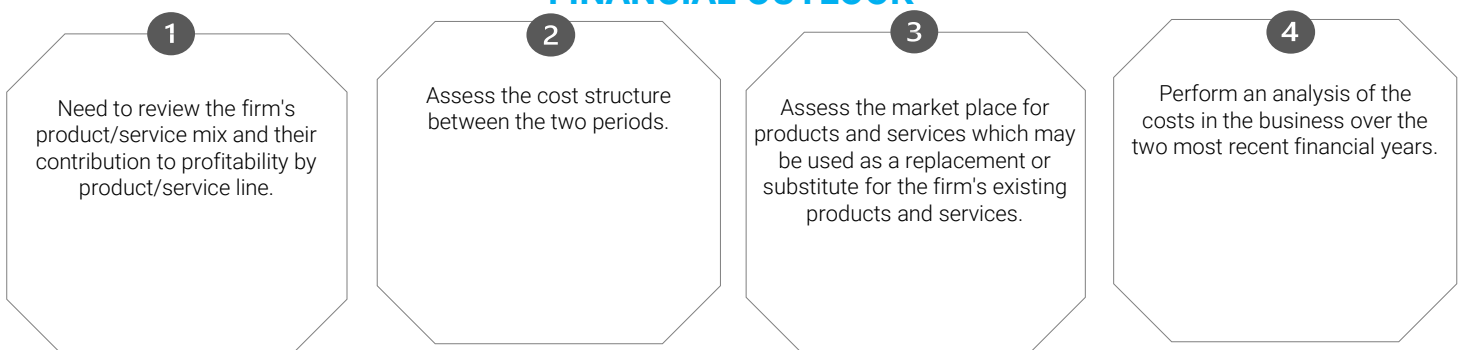 FINANCIAL OUTLOOK
1
Need to review the firm's
product/service mix and their
contribution to profitability by
product/service line.
2
Assess the cost structure
between the two periods.
3
Assess the market place for
products and services which may
be used as a replacement or
substitute for the firm's existing
products and services.
4
Perform an analysis of the
costs in the business over the
two most recent financial years.